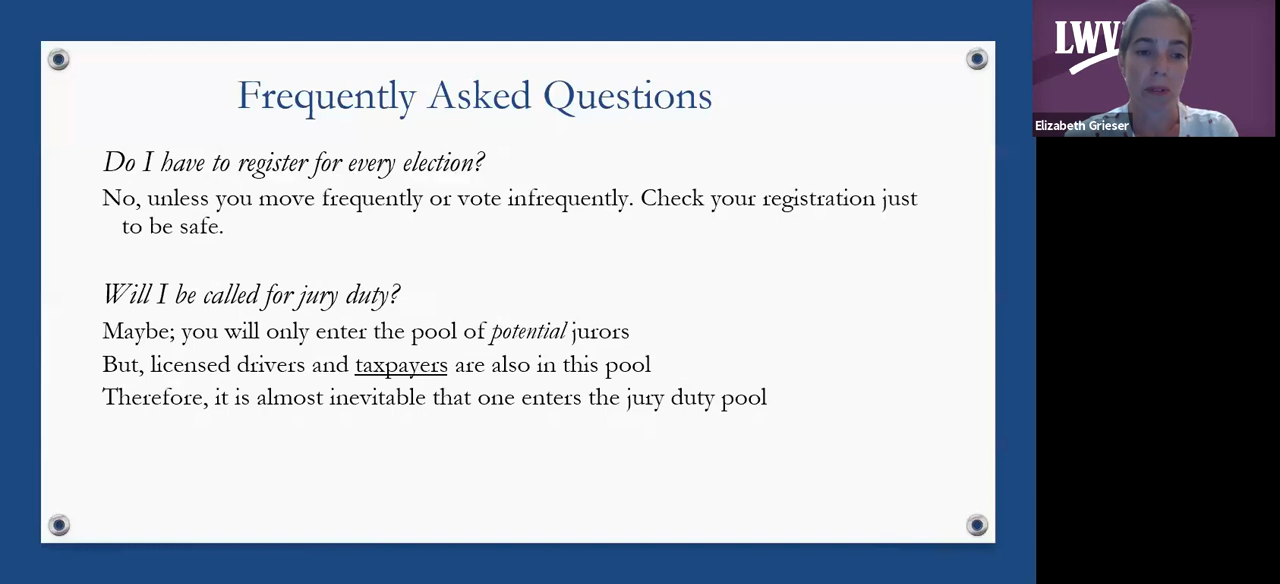 Frequently Asked Questions
Do I have to register for every election?
No, unless you move frequently or vote infrequently. Check your registration just
to be safe.
Will I be called for jury duty?
Maybe; you will only enter the pool of potential jurors
But, licensed drivers and taxpayers are also in this pool
Therefore, it is almost inevitable that one enters the jury duty pool
LWV
Elizabeth Grieser